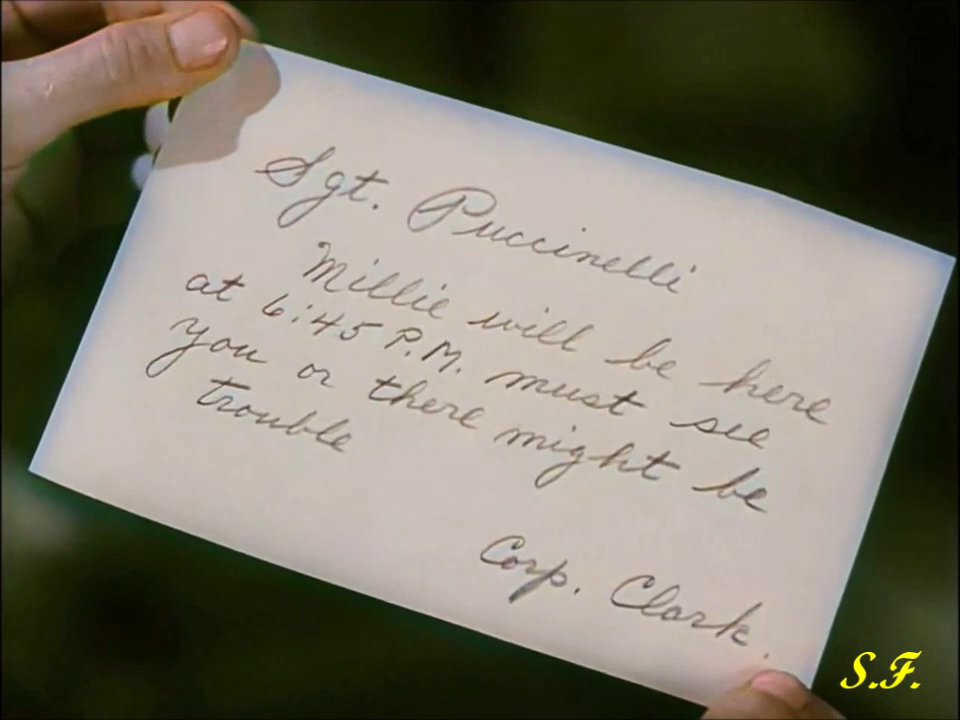 Sgt. Puccinelli
Millie will be here
at 6:45 P.M. must see
you or there might be
trouble
Corp. Clark.
S.F.